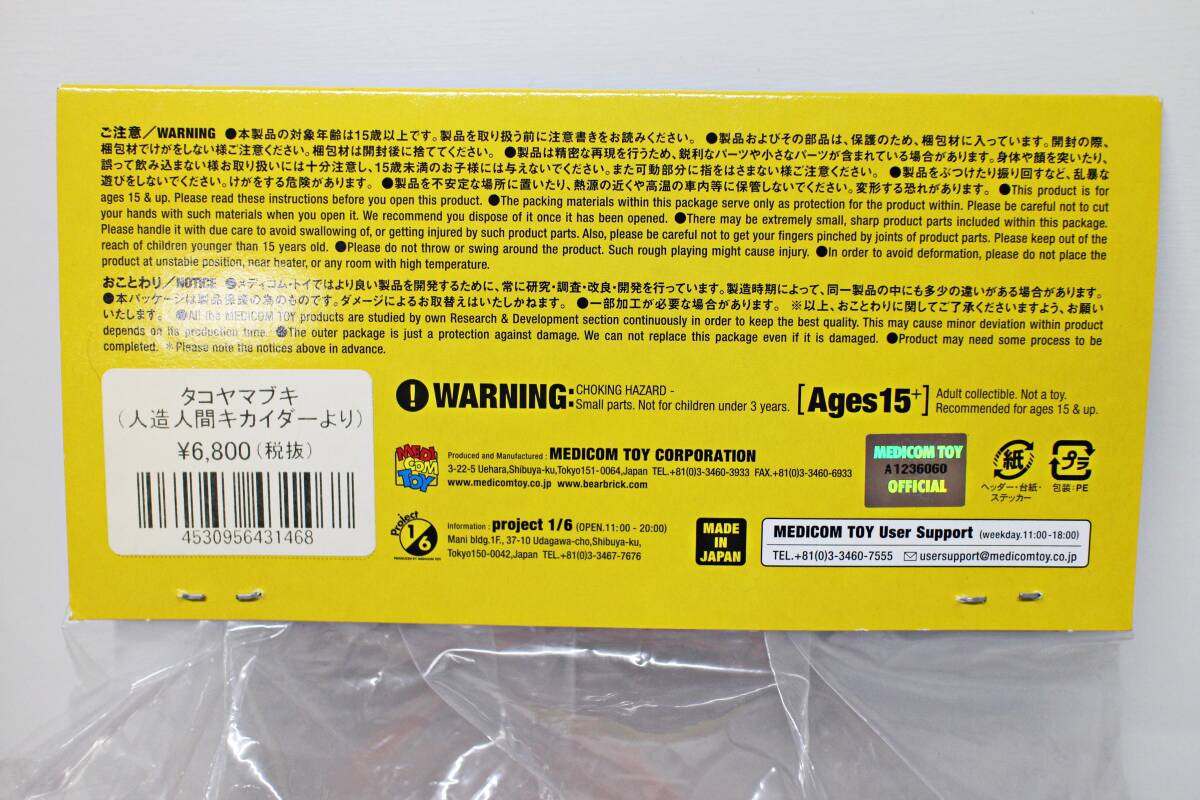 ご注意/WARNING ●本製品の対象年齢は15歳以上です。製品を取り扱う前に注意書きをお読みください。 ●製品およびその部品は、保護のため、梱包材に入っています。開封の際、
梱包材でけがをしない様ご注意ください。梱包材は開封後に捨ててください。 ●製品は精密な再現を行うため、鋭利なパーツや小さなパーツが含まれている場合があります。身体や顔を突いたり、
誤って飲み込まない様お取り扱いには十分注意し、15歳未満のお子様には与えないでください。また可動部分に指をはさまない様ご注意ください。 ●製品をぶつけたり振り回すなど、乱暴な
遊びをしないでください。けがをする危険があります。 ●製品を不安定な場所に置いたり、熱源の近くや高温の車内等に保管しないでください。変形する恐れがあります。 ●This product is for
ages 15 & up. Please read these instructions before you open this product. ●The packing materials within this package serve only as protection for the product within. Please be careful not to cut
your hands with such materials when you open it. We recommend you dispose of it once it has been opened. ●There may be extremely small, sharp product parts included within this package.
Please handle it with due care to avoid swallowing of, or getting injured by such product parts. Also, please be careful not to get your fingers pinched by joints of product parts. Please keep out of the
reach of children younger than 15 years old. ●Please do not throw or swing around the product. Such rough playing might cause injury. ●In order to avoid deformation, please do not place the
product at unstable position, near heater, or any room with high temperature.
おことわり/NOTICE ●メディコム・トイではより良い製品を開発するために、常に研究・調査・改良・開発を行っています。製造時期によって、同一製品の中にも多少の違いがある場合があります。
●本パッケージは製品保護の為のものです。ダメージによるお取替えはいたしかねます。 ●一部加工が必要な場合があります。 ※以上、おことわりに関してご了承くださいますよう、お願い
いたします。 ●All the MEDICOM TOY products are studied by own Research & Development section continuously in order to keep the best quality. This may cause minor deviation within product
depends on its production time. ●The outer package is just a protection against damage. We can not replace this package even if it is damaged. ●Product may need some process to be
completed. *Please note the notices above in advance.
タコヤマブキ
(人造人間キカイダーより)
¥6,800(税抜)
4530956431468
! WARNING: CHOKING HAZARD -
Small parts. Not for children under 3 years.
[Ages15+] Adult collectible. Not a toy.
Recommended for ages 15 & up.
MEDICOM TOY
Produced and Manufactured : MEDICOM TOY CORPORATION
3-22-5 Uehara,Shibuya-ku,Tokyo151-0064,Japan TEL.+81(0)3-3460-3933 FAX.+81(0)3-3460-6933
www.medicomtoy.co.jp www.bearbrick.com
MEDICOM TOY
A1236060
OFFICIAL
紙
ヘッダー・台紙・
ステッカー
プラ
包装:PE
Project 1/6
PRODUCED BY MEDICOM TOY
Information : project 1/6 (OPEN.11:00 - 20:00)
Mani bldg.1F., 37-10 Udagawa-cho,Shibuya-ku,
Tokyo150-0042,Japan TEL.+81(0)3-3467-7676
MADE
IN
JAPAN
MEDICOM TOY User Support (weekday.11:00-18:00)
TEL.+81(0)3-3460-7555 usersupport@medicomtoy.co.jp